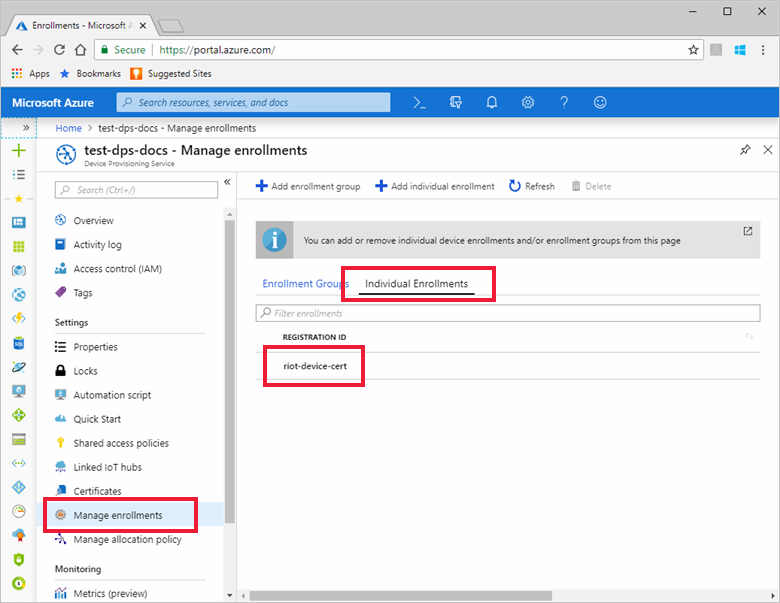 Enrollments - Microsoft A
Secure
https://portal.azure.com/
Apps
Bookmarks
Suggested Sites
Microsoft Azure
Search resources, services, and docs
Home > test-dps-docs - Manage enrollments
test-dps-docs - Manage enrollments
Device Provisioning Service
Search (Ctrl+/)
Overview
Activity log
Access control (IAM)
Tags
Settings
Properties
Locks
Automation script
Quick Start
Shared access policies
Linked IoT hubs
Certificates
Manage enrollments
Manage allocation policy
Monitoring
Metrics (preview)
Add enrollment group
Add individual enrollment
Refresh
Delete
You can add or remove individual device enrollments and/or enrollment groups from this page
Enrollment Groups
Individual Enrollments
Filter enrollments
REGISTRATION ID
riot-device-cert